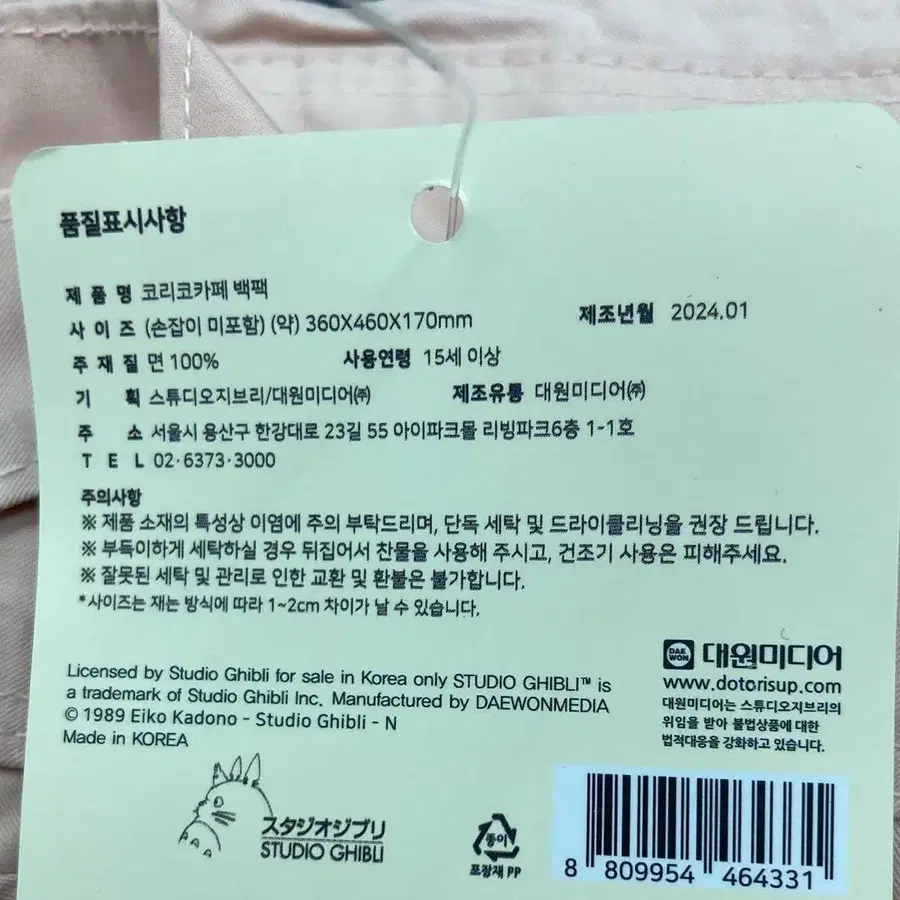 품질표시사항
제 품 명 코리코카페 백팩
사 이 즈 (손잡이 미포함) (약) 360X460X170mm 제조년월 2024.01
주 재 질 면 100% 사용연령 15세 이상
기 획 스튜디오지브리/대원미디어㈜ 제조유통 대원미디어㈜
주 소 서울시 용산구 한강대로 23길 55 아이파크몰 리빙파크6층 1-1호
T E L 02·6373·3000
주의사항
※ 제품 소재의 특성상 이염에 주의 부탁드리며, 단독 세탁 및 드라이클리닝을 권장 드립니다.
※ 부득이하게 세탁하실 경우 뒤집어서 찬물을 사용해 주시고, 건조기 사용은 피해주세요.
※ 잘못된 세탁 및 관리로 인한 교환 및 환불은 불가합니다.
*사이즈는 재는 방식에 따라 1~2cm 차이가 날 수 있습니다.
Licensed by Studio Ghibli for sale in Korea only STUDIO GHIBLI™ is
a trademark of Studio Ghibli Inc. Manufactured by DAEWONMEDIA
© 1989 Eiko Kadono - Studio Ghibli - N
Made in KOREA
DAE WON 대원미디어
www.dotorisup.com
대원미디어는 스튜디오지브리의
위임을 받아 불법상품에 대한
법적대응을 강화하고 있습니다.
スタジオジブリ
STUDIO GHIBLI
종이
포장재 PP
8 809954 464331